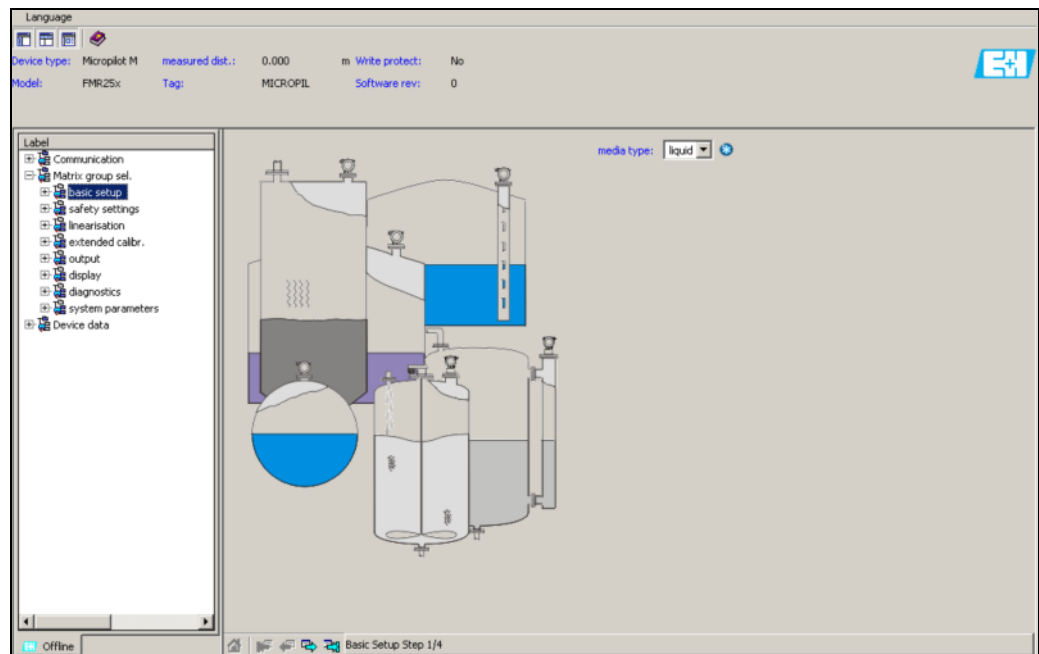 Language
Device type: Micropilot M measured dist.: 0.000 m Write protect: No
Model: FMR25x Tag: MICROPIL Software rev: 0
E+H
Label
Communication
Matrix group sel.
basic setup
safety settings
linearisation
extended calibr.
output
display
diagnostics
system parameters
Device data
media type: liquid
Offline
Basic Setup Step 1/4